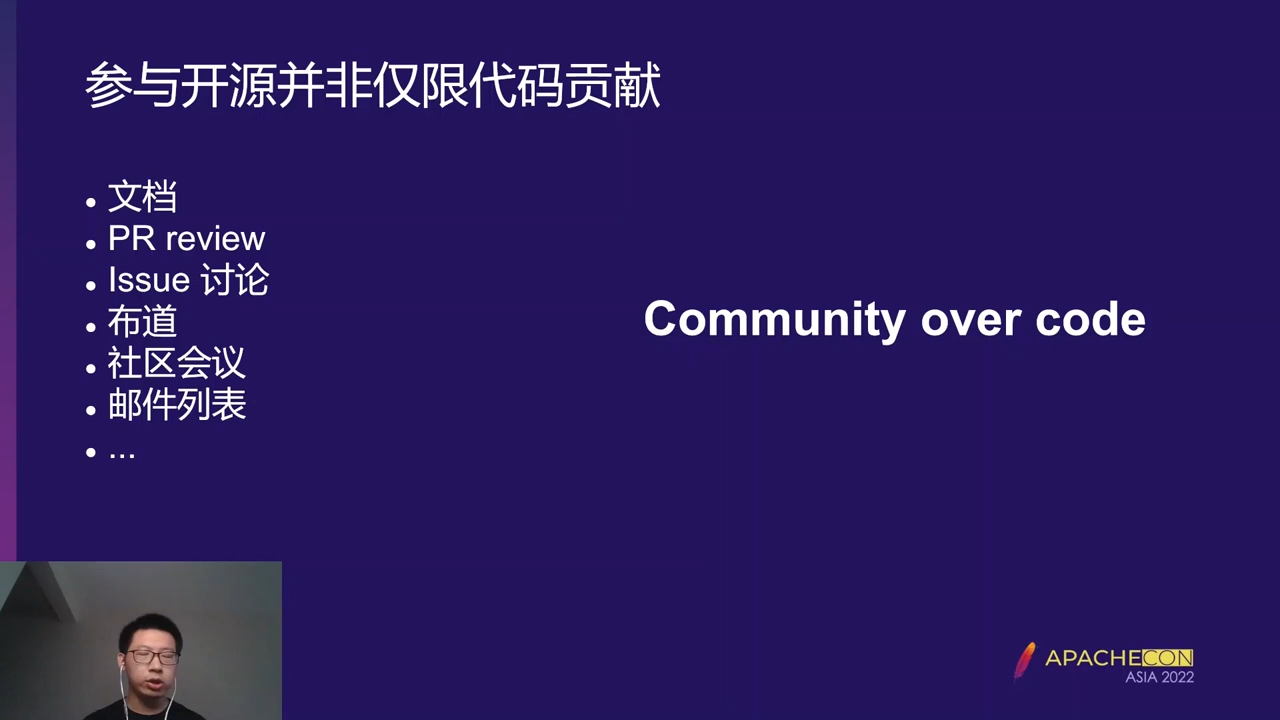 参与开源并非仅限代码贡献
• 文档
• PR review
• Issue 讨论
• 布道
• 社区会议
• 邮件列表
• ...
Community over code
APACHECON
ASIA 2022